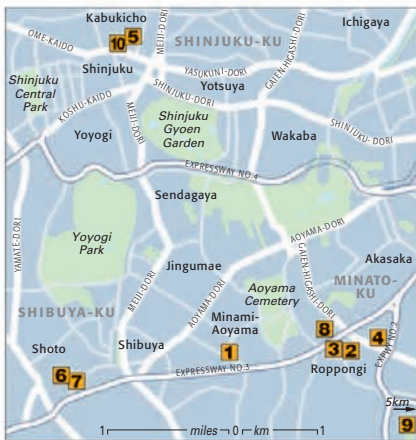 Kabukicho
Ichigaya
OME-KAIDO
10 5
MEIJI-DORI
SHINJUKU-KU
GAIEN-HIGASHI-DORI
Shinjuku
YASUKUNI-DORI
Shinjuku
Central
Park
KOSHU-KAIDO
SHINJUKU-DORI
Yotsuya
Yoyogi
MEIJI-DORI
Shinjuku
Gyoen
Garden
Wakaba
SHINJUKU-DORI
EXPRESSWAY NO.4
Sendagaya
YAMATE-DORI
Yoyogi
Park
AOYAMA-DORI
GAIEN-HIGASHI-DORI
Jingumae
Akasaka
MEIJI-DORI
AOYAMA-DORI
Aoyama
Cemetery
MINATO-
KU
SHIBUYA-KU
Minami-
Aoyama
8
4
Shoto
Shibuya
1
3 2
EXPWY NO.2
6 7
EXPRESSWAY NO.3
Roppongi
5km
9
1 miles 0 km 1